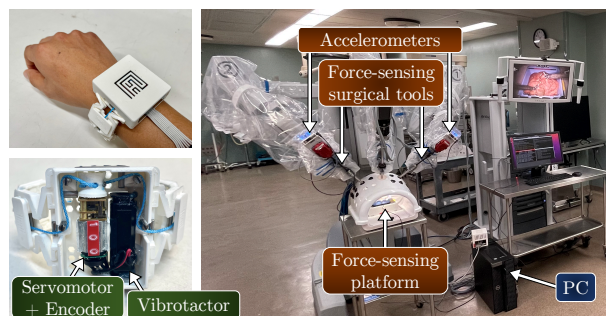 Accelerometers
Force-sensing
surgical tools
Force-sensing
platform
PC
Servomotor
+ Encoder
Vibrotactor